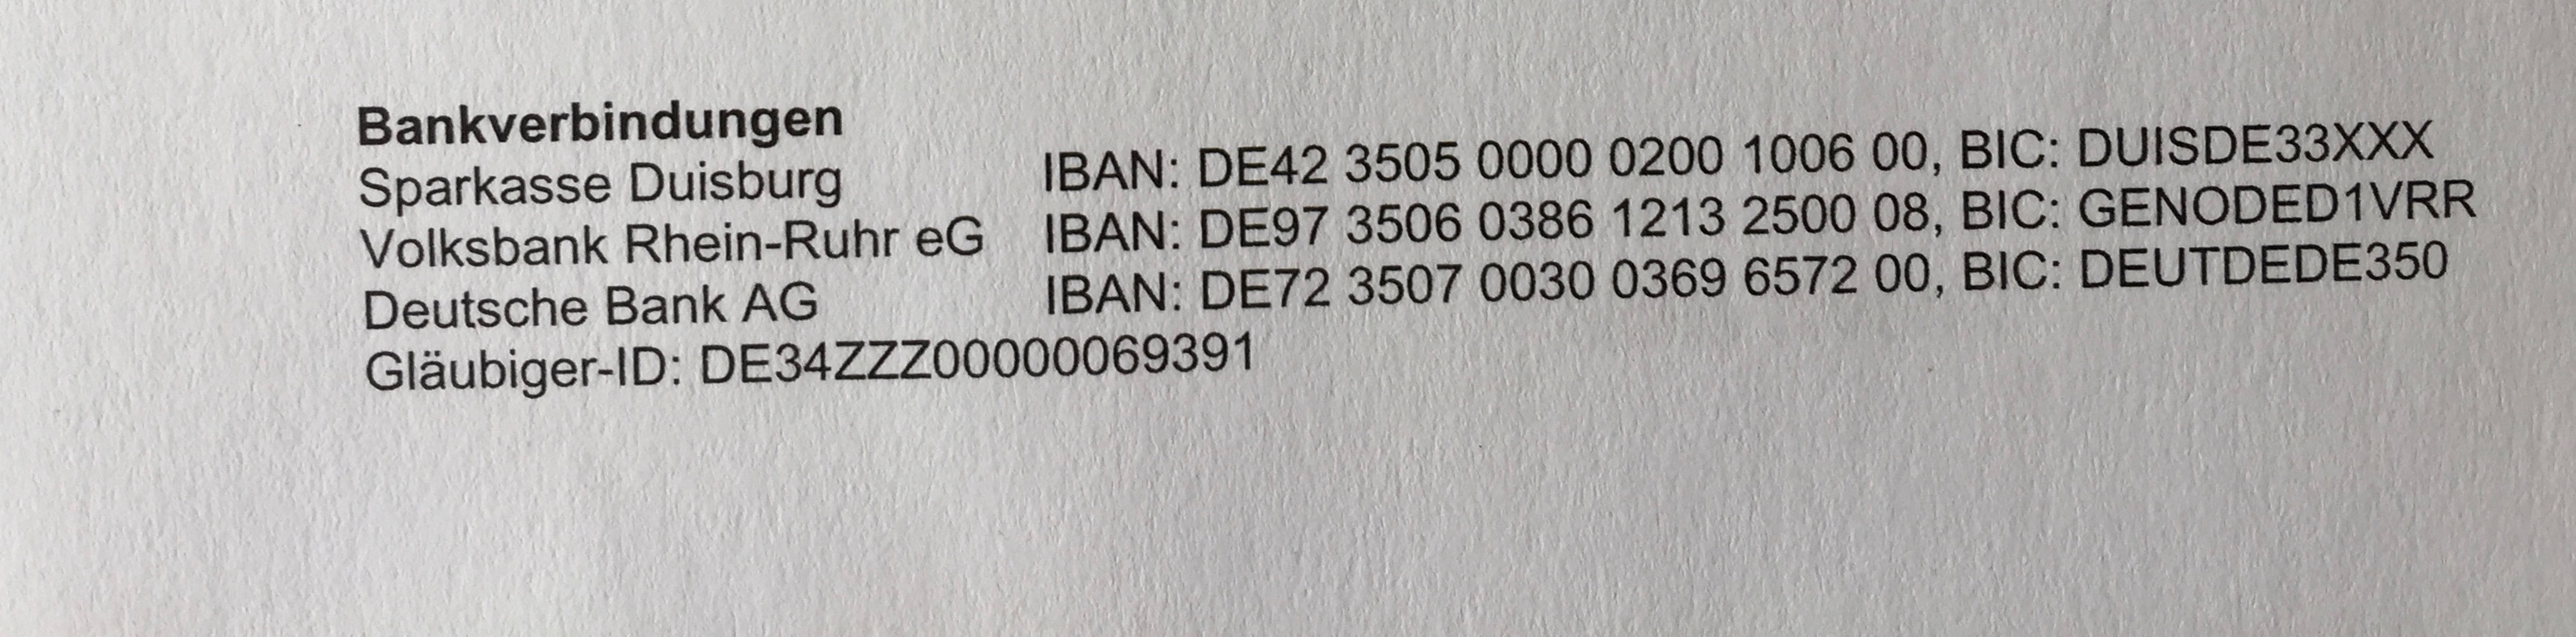 Bankverbindungen
Sparkasse Duisburg IBAN: DE42 3505 0000 0200 1006 00, BIC: DUISDE33XXX
Volksbank Rhein-Ruhr eG IBAN: DE97 3506 0386 1213 2500 08, BIC: GENODED1VRR
Deutsche Bank AG IBAN: DE72 3507 0030 0369 6572 00, BIC: DEUTDEDE350
Gläubiger-ID: DE34ZZZ00000069391